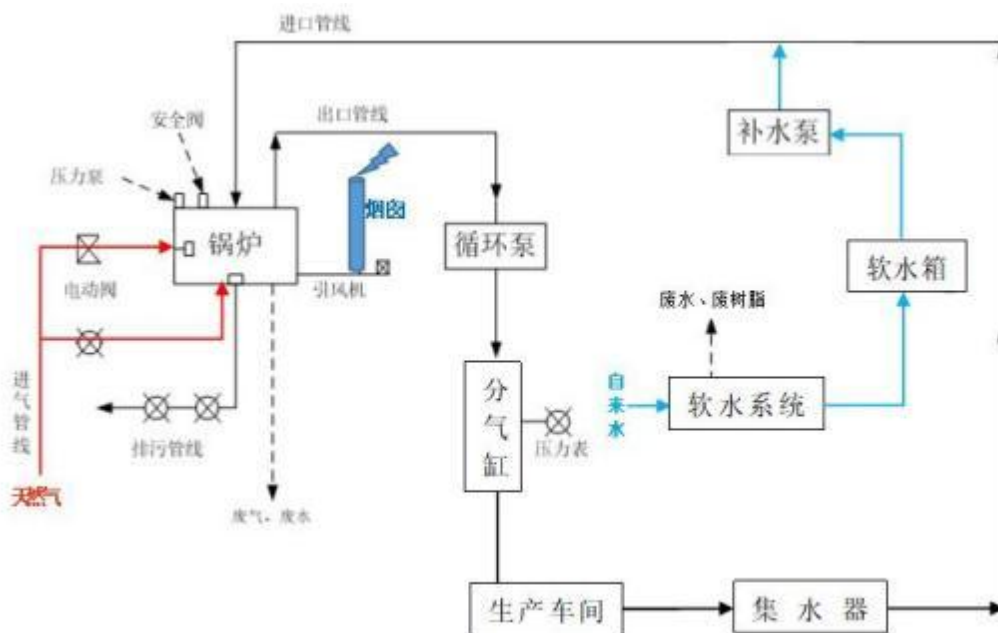 进口管线
出口管线
安全阀
压力泵
烟囱
锅炉
补水泵
循环泵
软水箱
电动阀
引风机
废水、废树脂
进气管线
分气缸
自来水
软水系统
压力表
排污管线
天然气
废气，废水
生产车间
集水器